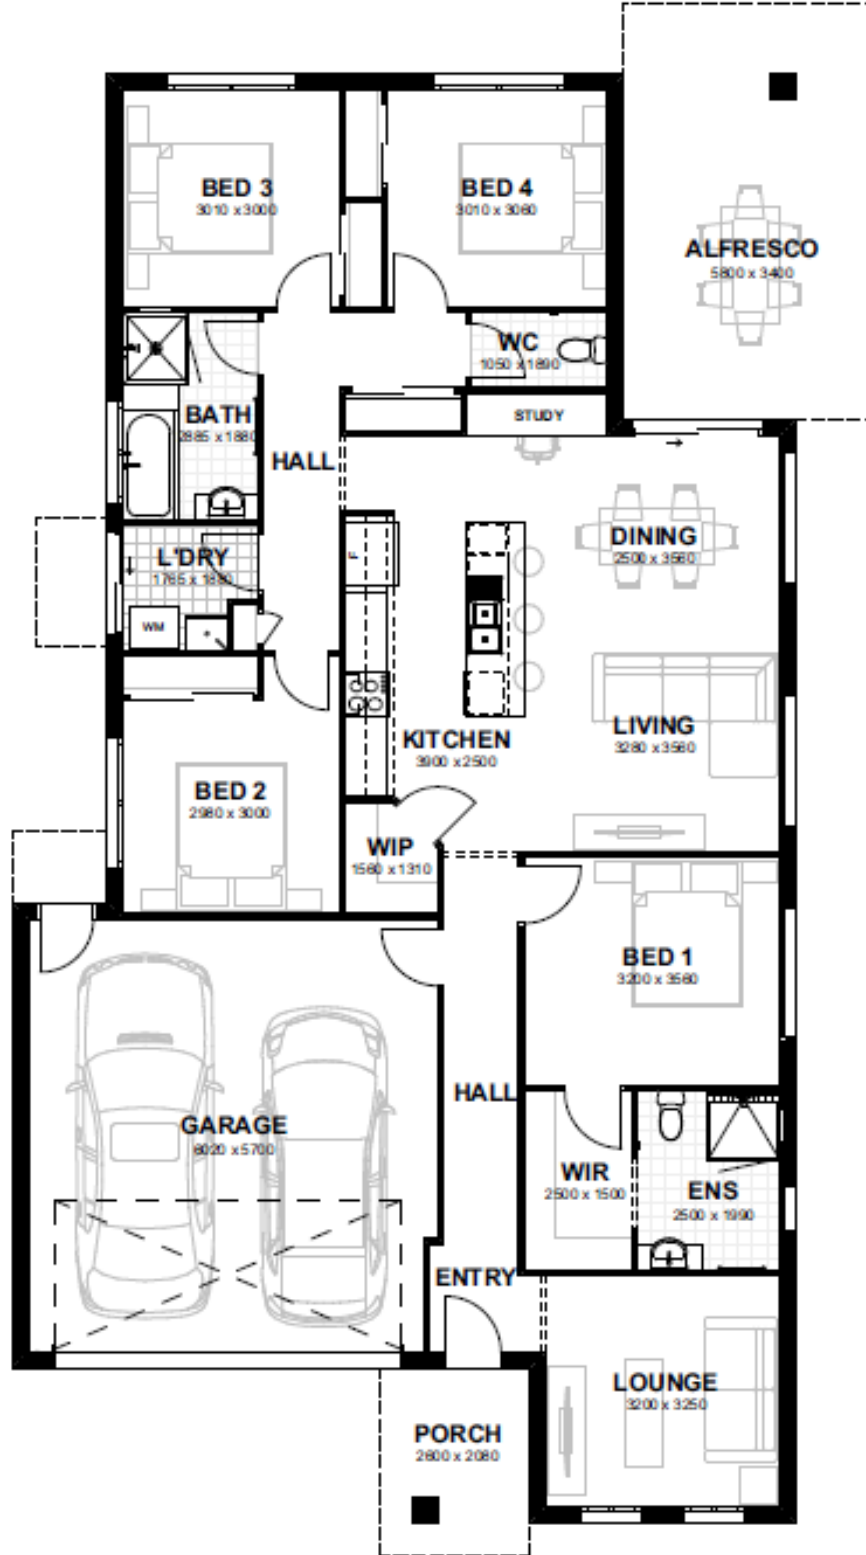 BED 3
3010 x 3000
BED 4
3010 x 3060
ALFRESCO
5800 x 3400
WC
1050 x 1890
BATH
2885 x 1880
STUDY
HALL
L'DRY
1765 x 1880
WM
F
DINING
2500 x 3560
KITCHEN
3900 x 2500
LIVING
3280 x 3560
BED 2
2980 x 3000
WIP
1560 x 1310
BED 1
3200 x 3560
HALL
GARAGE
6020 x 5700
WIR
2500 x 1500
ENS
2500 x 1990
ENTRY
LOUNGE
3200 x 3250
PORCH
2600 x 2080